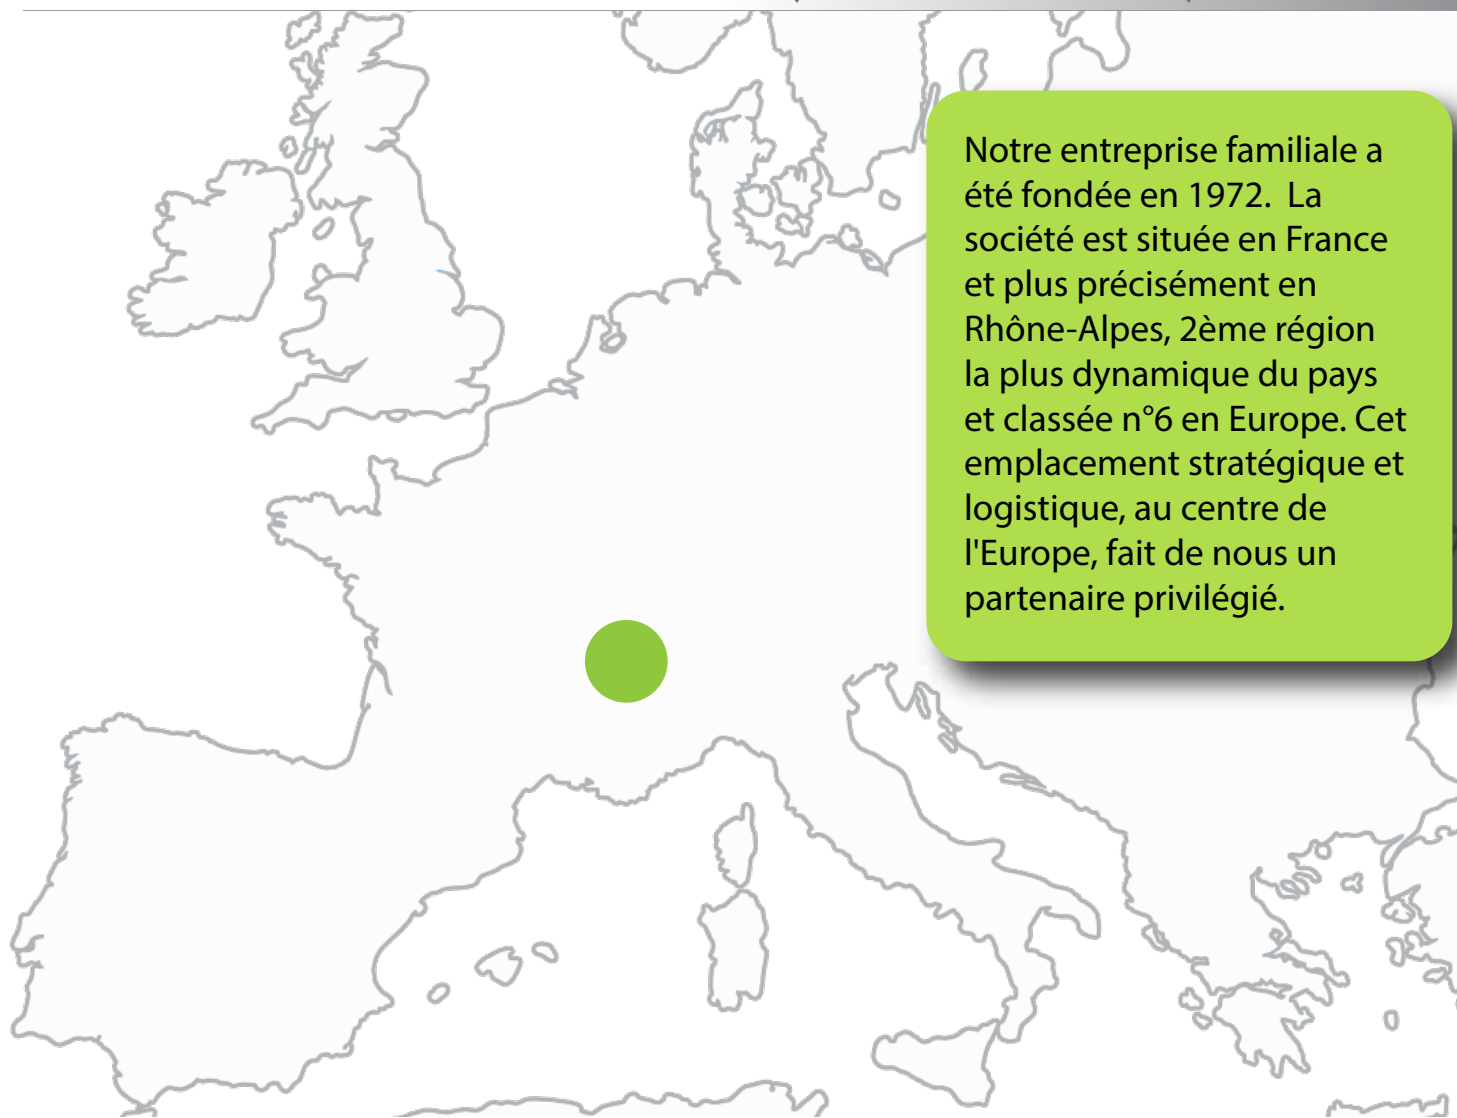 Notre entreprise familiale a
été fondée en 1972.  La
société est située en France
et plus précisément en
Rhône-Alpes, 2ème région
la plus dynamique du pays
et classée n°6 en Europe. Cet
emplacement stratégique et
logistique, au centre de
l'Europe, fait de nous un
partenaire privilégié.